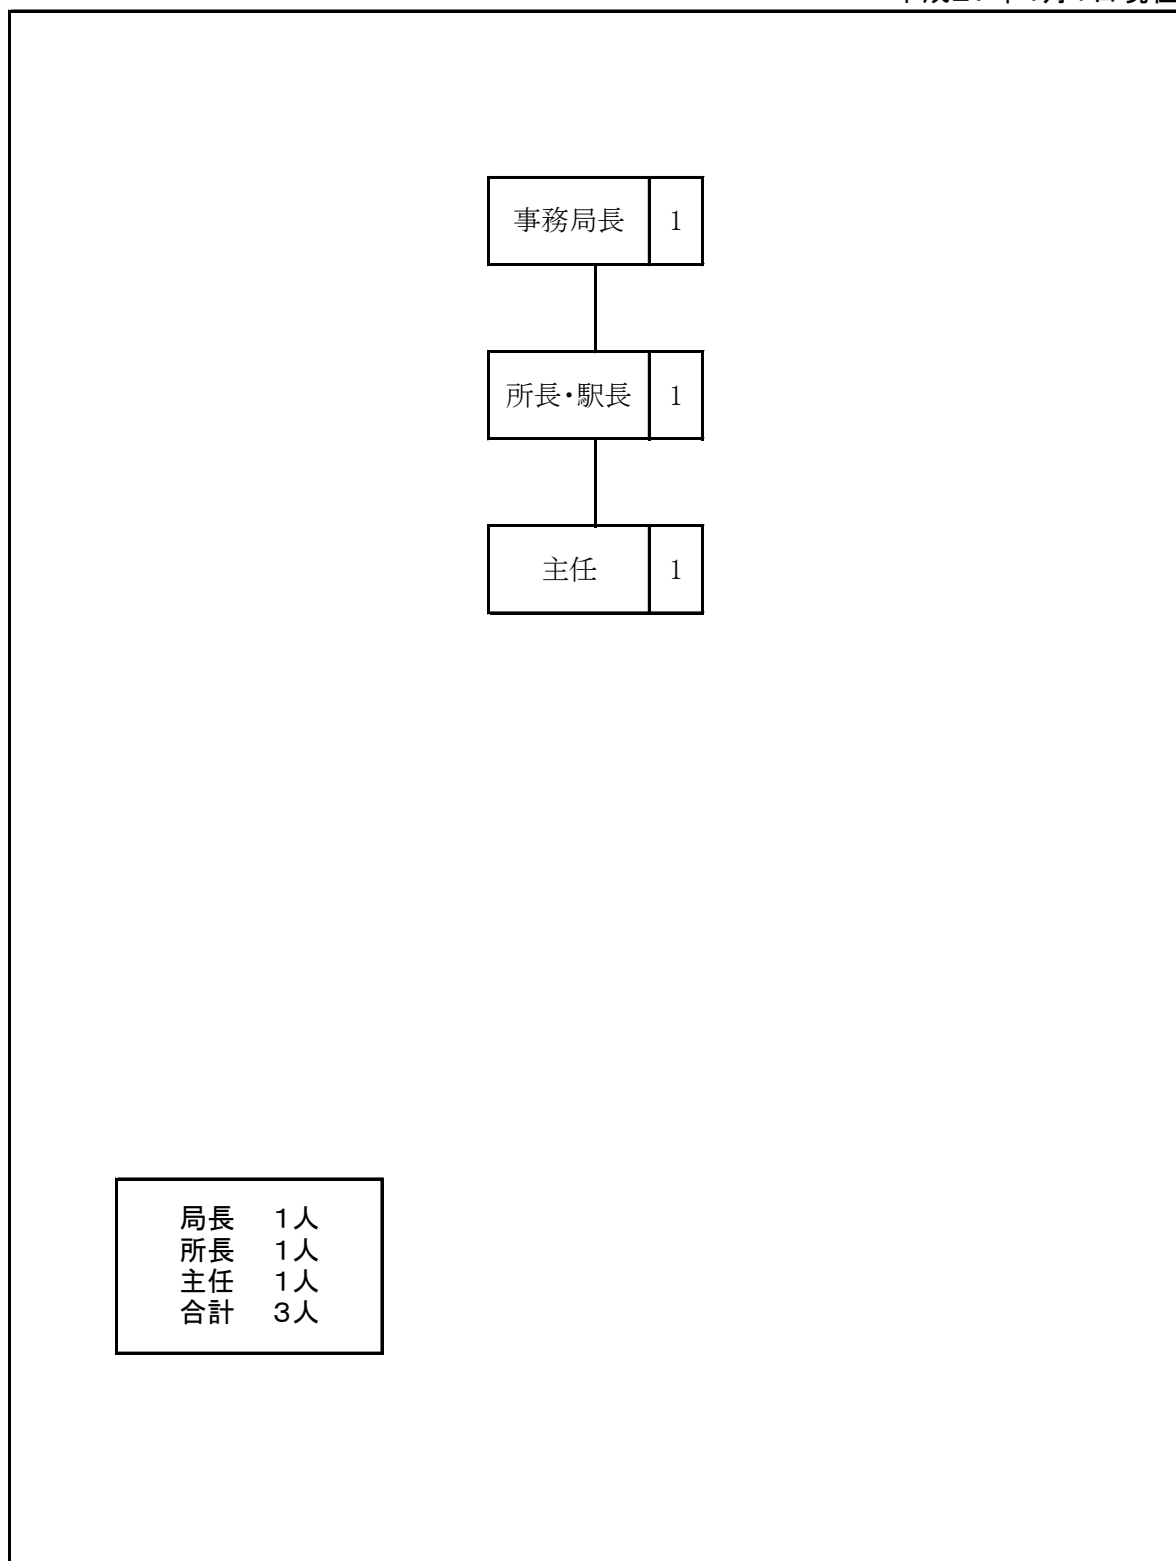 事務局長 1
所長・駅長 1
主任 1
局長 1人
所長 1人
主任 1人
合計 3人